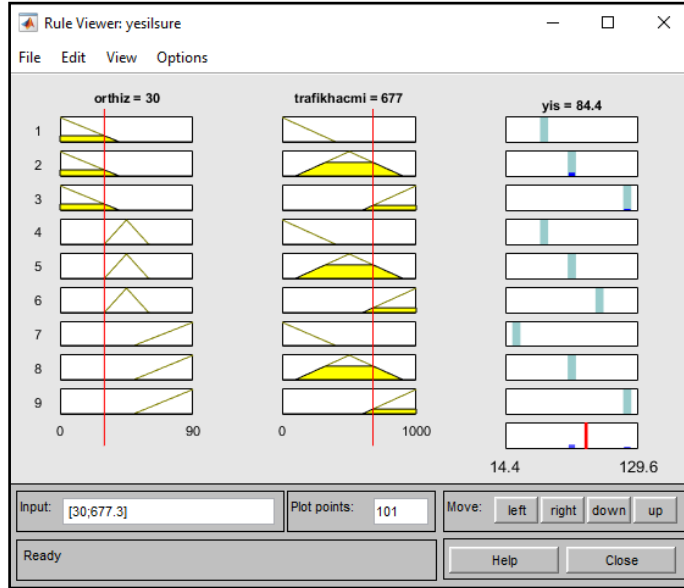 Rule Viewer: yesilsure
File Edit View Options
orthiz = 30 trafikhacmi = 677 yis = 84.4
1
2
3
4
5
6
7
8
9
0 90 0 1000
14.4 129.6
Input: [30;677.3] Plot points: 101 Move: left right down up
Ready Help Close